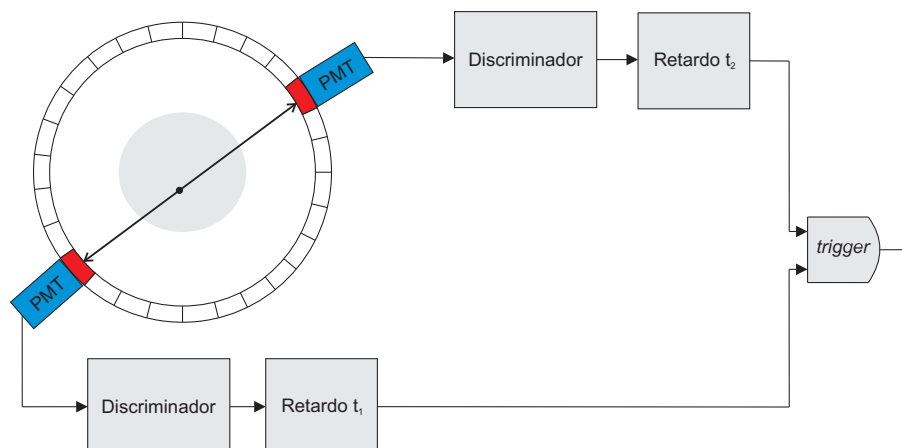 PMT
Discriminador
Retardo t₂
trigger
PMT
Discriminador
Retardo t₁